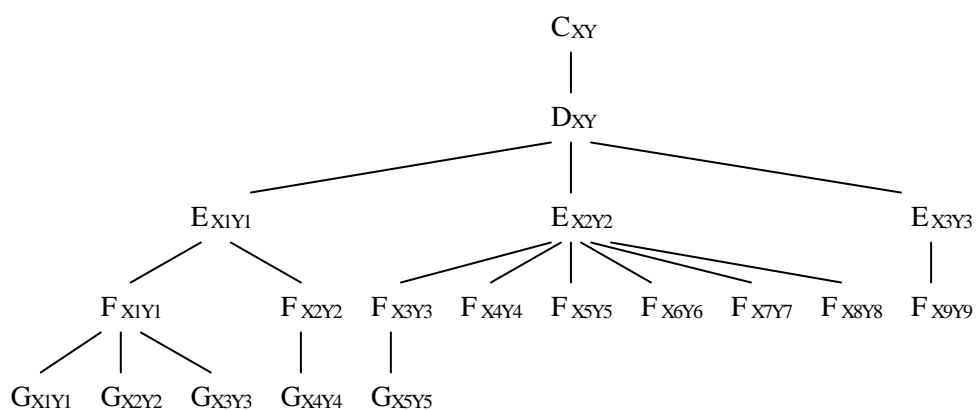 CXY
DXY
EX1Y1 EX2Y2 EX3Y3
FX1Y1 FX2Y2 FX3Y3 FX4Y4 FX5Y5 FX6Y6 FX7Y7 FX8Y8 FX9Y9
GX1Y1 GX2Y2 GX3Y3 GX4Y4 GX5Y5